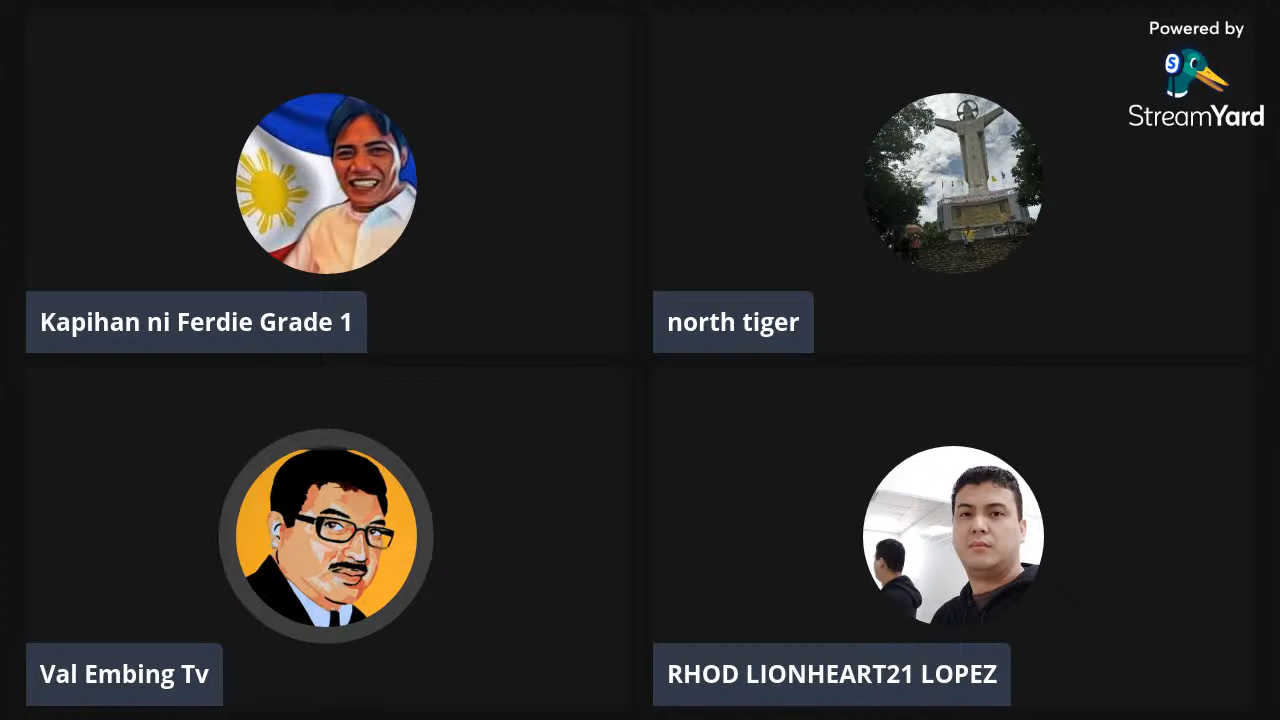 Powered by
S
StreamYard
Kapihan ni Ferdie Grade 1
north tiger
Val Embing Tv
RHOD LIONHEART21 LOPEZ